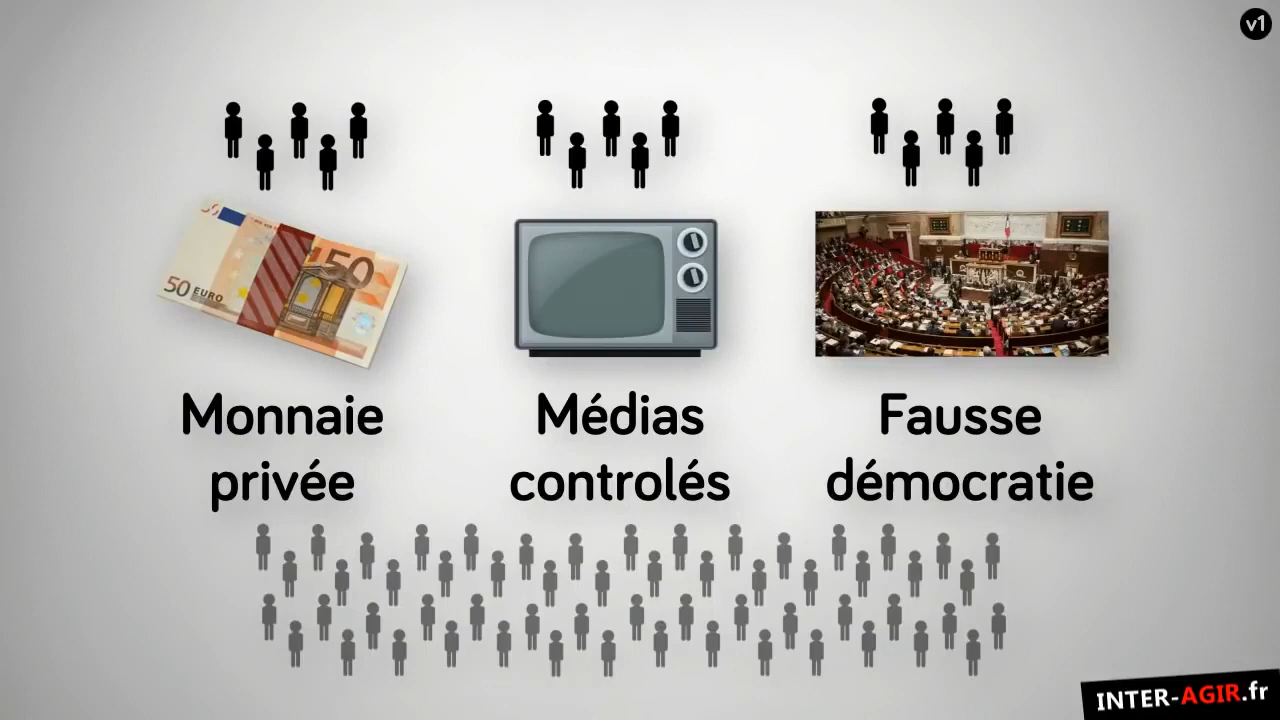 v1
50 EURO
50
Monnaie privée
Médias controlés
Fausse démocratie
INTER-AGIR.fr